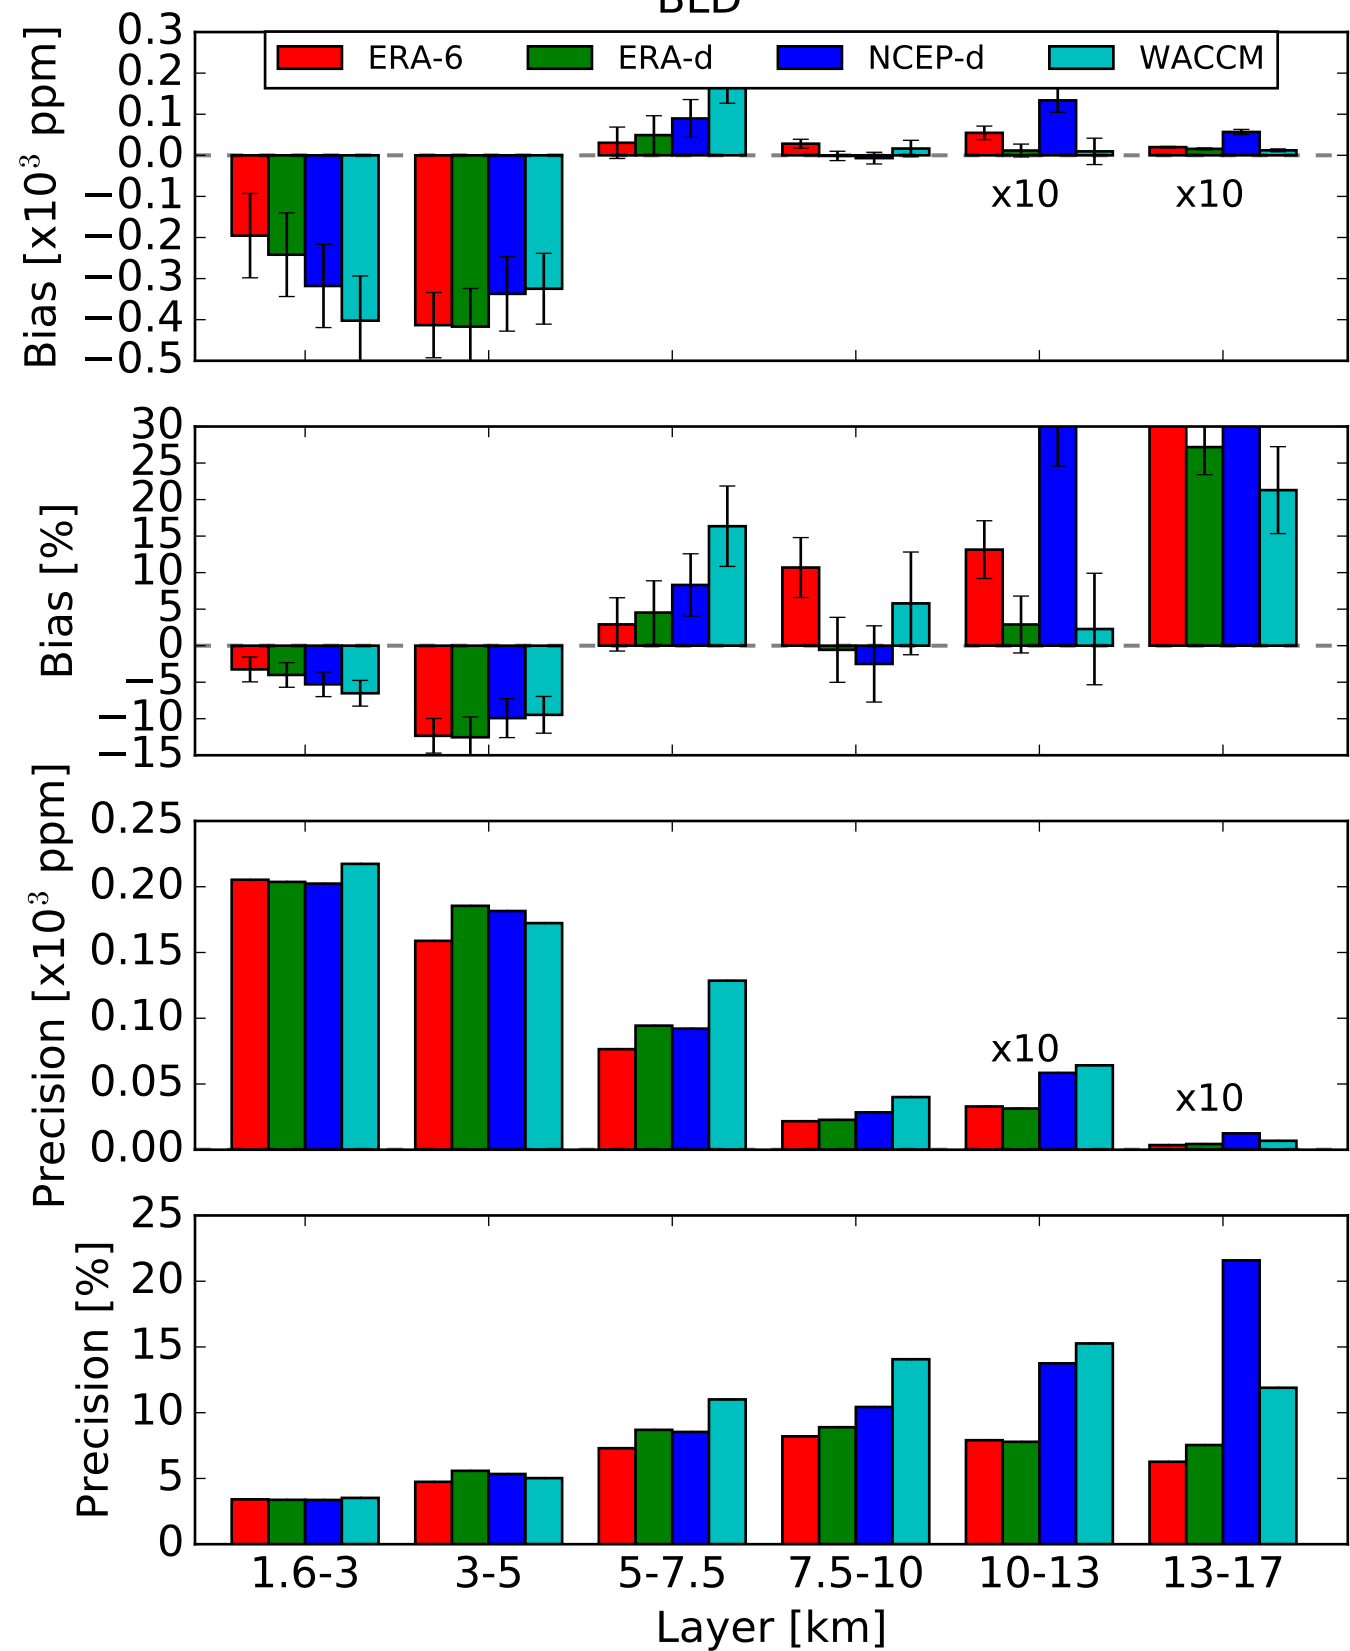 BLD
ERA-6 ERA-d NCEP-d WACCM
Bias [x10³ ppm]
0.3
0.2
0.1
0.0
−0.1
−0.2
−0.3
−0.4
−0.5
x10 x10
Bias [%]
30
25
20
15
10
5
0
−5
−10
−15
Precision [x10³ ppm]
0.25
0.20
0.15
0.10
0.05
0.00
x10
x10
Precision [%]
25
20
15
10
5
0
1.6-3 3-5 5-7.5 7.5-10 10-13 13-17
Layer [km]